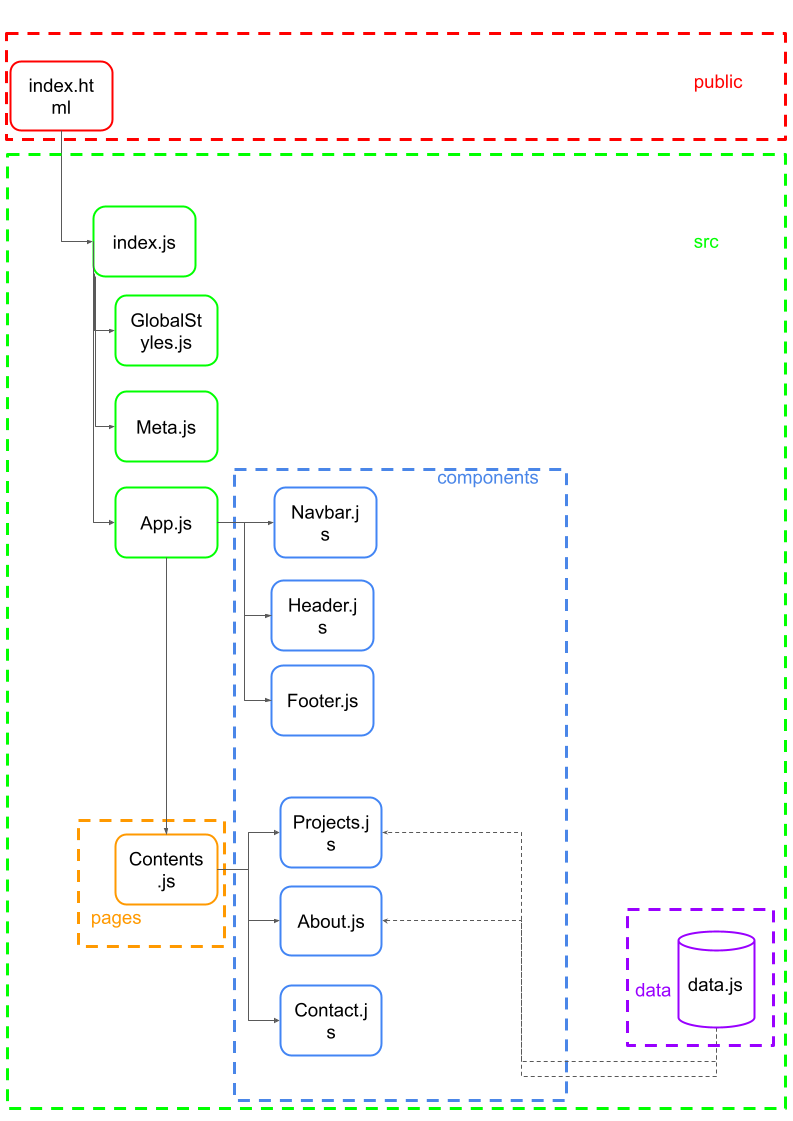 index.ht
ml
public
index.js
src
GlobalSt
yles.js
Meta.js
components
App.js
Navbar.j
s
Header.j
s
Footer.js
Projects.j
s
Contents
.js
pages
About.js
data
data.js
Contact.j
s